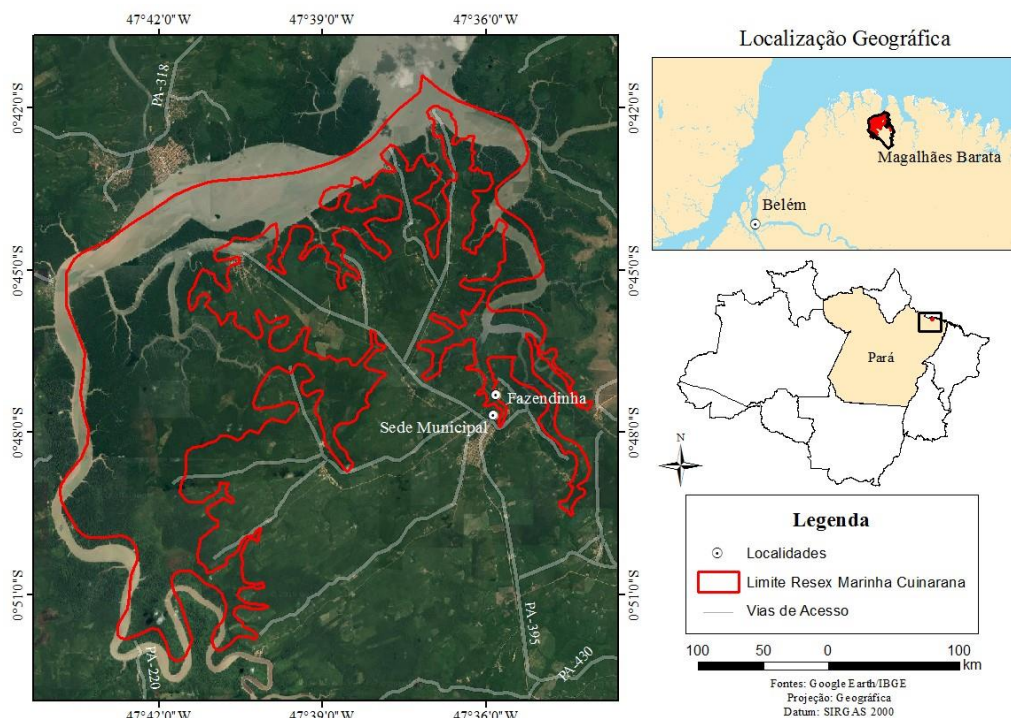 47°42'0"W
47°39'0"W
47°36'0"W
0°42'0"S
0°45'0"S
0°48'0"S
0°51'0"S
PA-318
Fazendinha
Sede Municipal
PA-395
PA-220
PA-430
0°42'0"S
0°45'0"S
0°48'0"S
0°51'0"S
47°42'0"W
47°39'0"W
47°36'0"W
Localização Geográfica
Magalhães Barata
Belém
Pará
N
Legenda
Localidades
Limite Resex Marinha Cuinarana
Vias de Acesso
100 50 0 100
km
Fontes: Google Earth/IBGE
Projeção: Geográfica
Datum: SIRGAS 2000